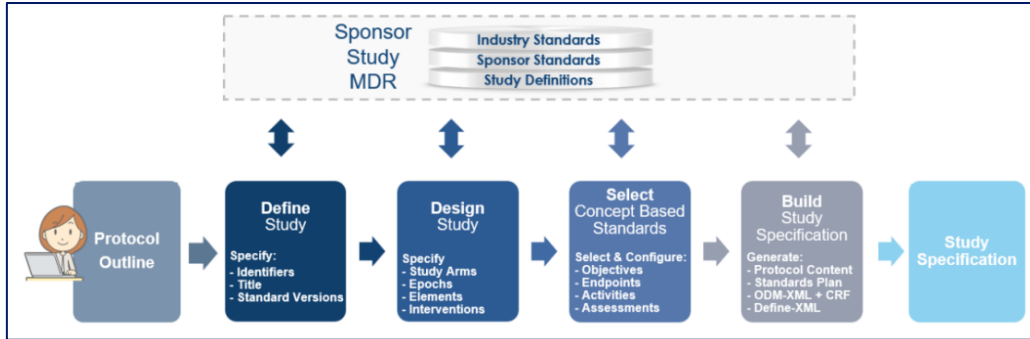 Sponsor
Study
MDR
Industry Standards
Sponsor Standards
Study Definitions
Protocol
Outline
Define
Study
Specify:
- Identifiers
- Title
- Standard Versions
Design
Study
Specify
- Study Arms
- Epochs
- Elements
- Interventions
Select
Concept Based
Standards
Select & Configure:
- Objectives
- Endpoints
- Activities
- Assessments
Build
Study
Specification
Generate:
- Protocol Content
- Standards Plan
- ODM-XML + CRF
- Define-XML
Study
Specification